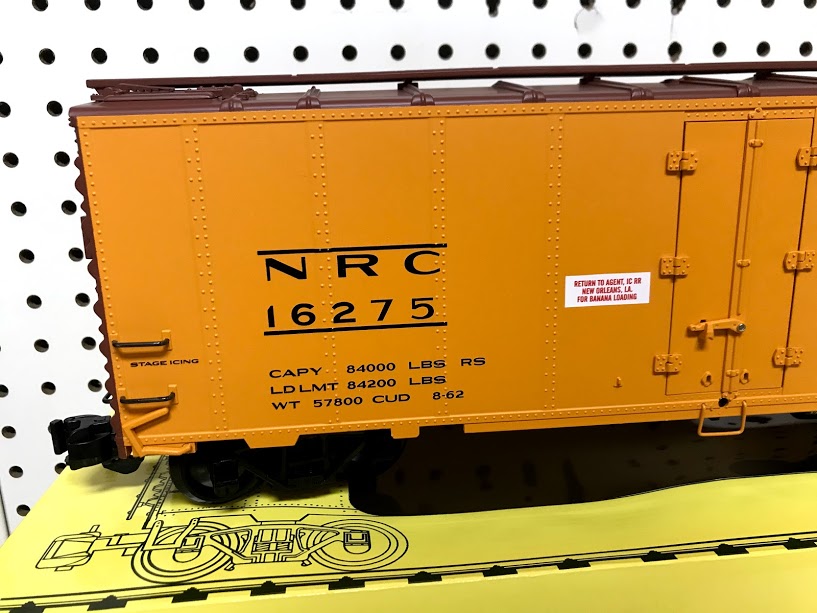 NRC
16275
CAPY 84000 LBS RS
LD LMT 84200 LBS
WT 57800 CUD 8-62
STAGE ICING
RETURN TO AGENT, IC RR
NEW ORLEANS, LA.
FOR BANANA LOADING